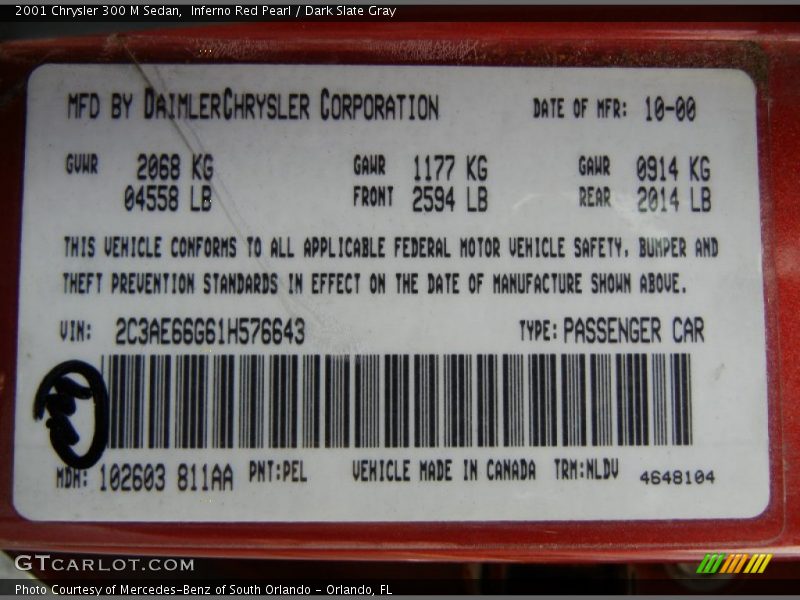 2001 Chrysler 300 M Sedan,  Inferno Red Pearl / Dark Slate Gray
MFD BY DAIMLERCHRYSLER CORPORATION DATE OF MFR: 10-00
GVWR 2068 KG GAWR 1177 KG GAWR 0914 KG
04558 LB FRONT 2594 LB REAR 2014 LB
THIS VEHICLE CONFORMS TO ALL APPLICABLE FEDERAL MOTOR VEHICLE SAFETY, BUMPER AND
THEFT PREVENTION STANDARDS IN EFFECT ON THE DATE OF MANUFACTURE SHOWN ABOVE.
VIN: 2C3AE66G61H576643 TYPE: PASSENGER CAR
MDH: 102603 811AA PNT:PEL VEHICLE MADE IN CANADA TRM:NLDV 4648104
GTCARLOT.COM
Photo Courtesy of Mercedes-Benz of South Orlando - Orlando, FL